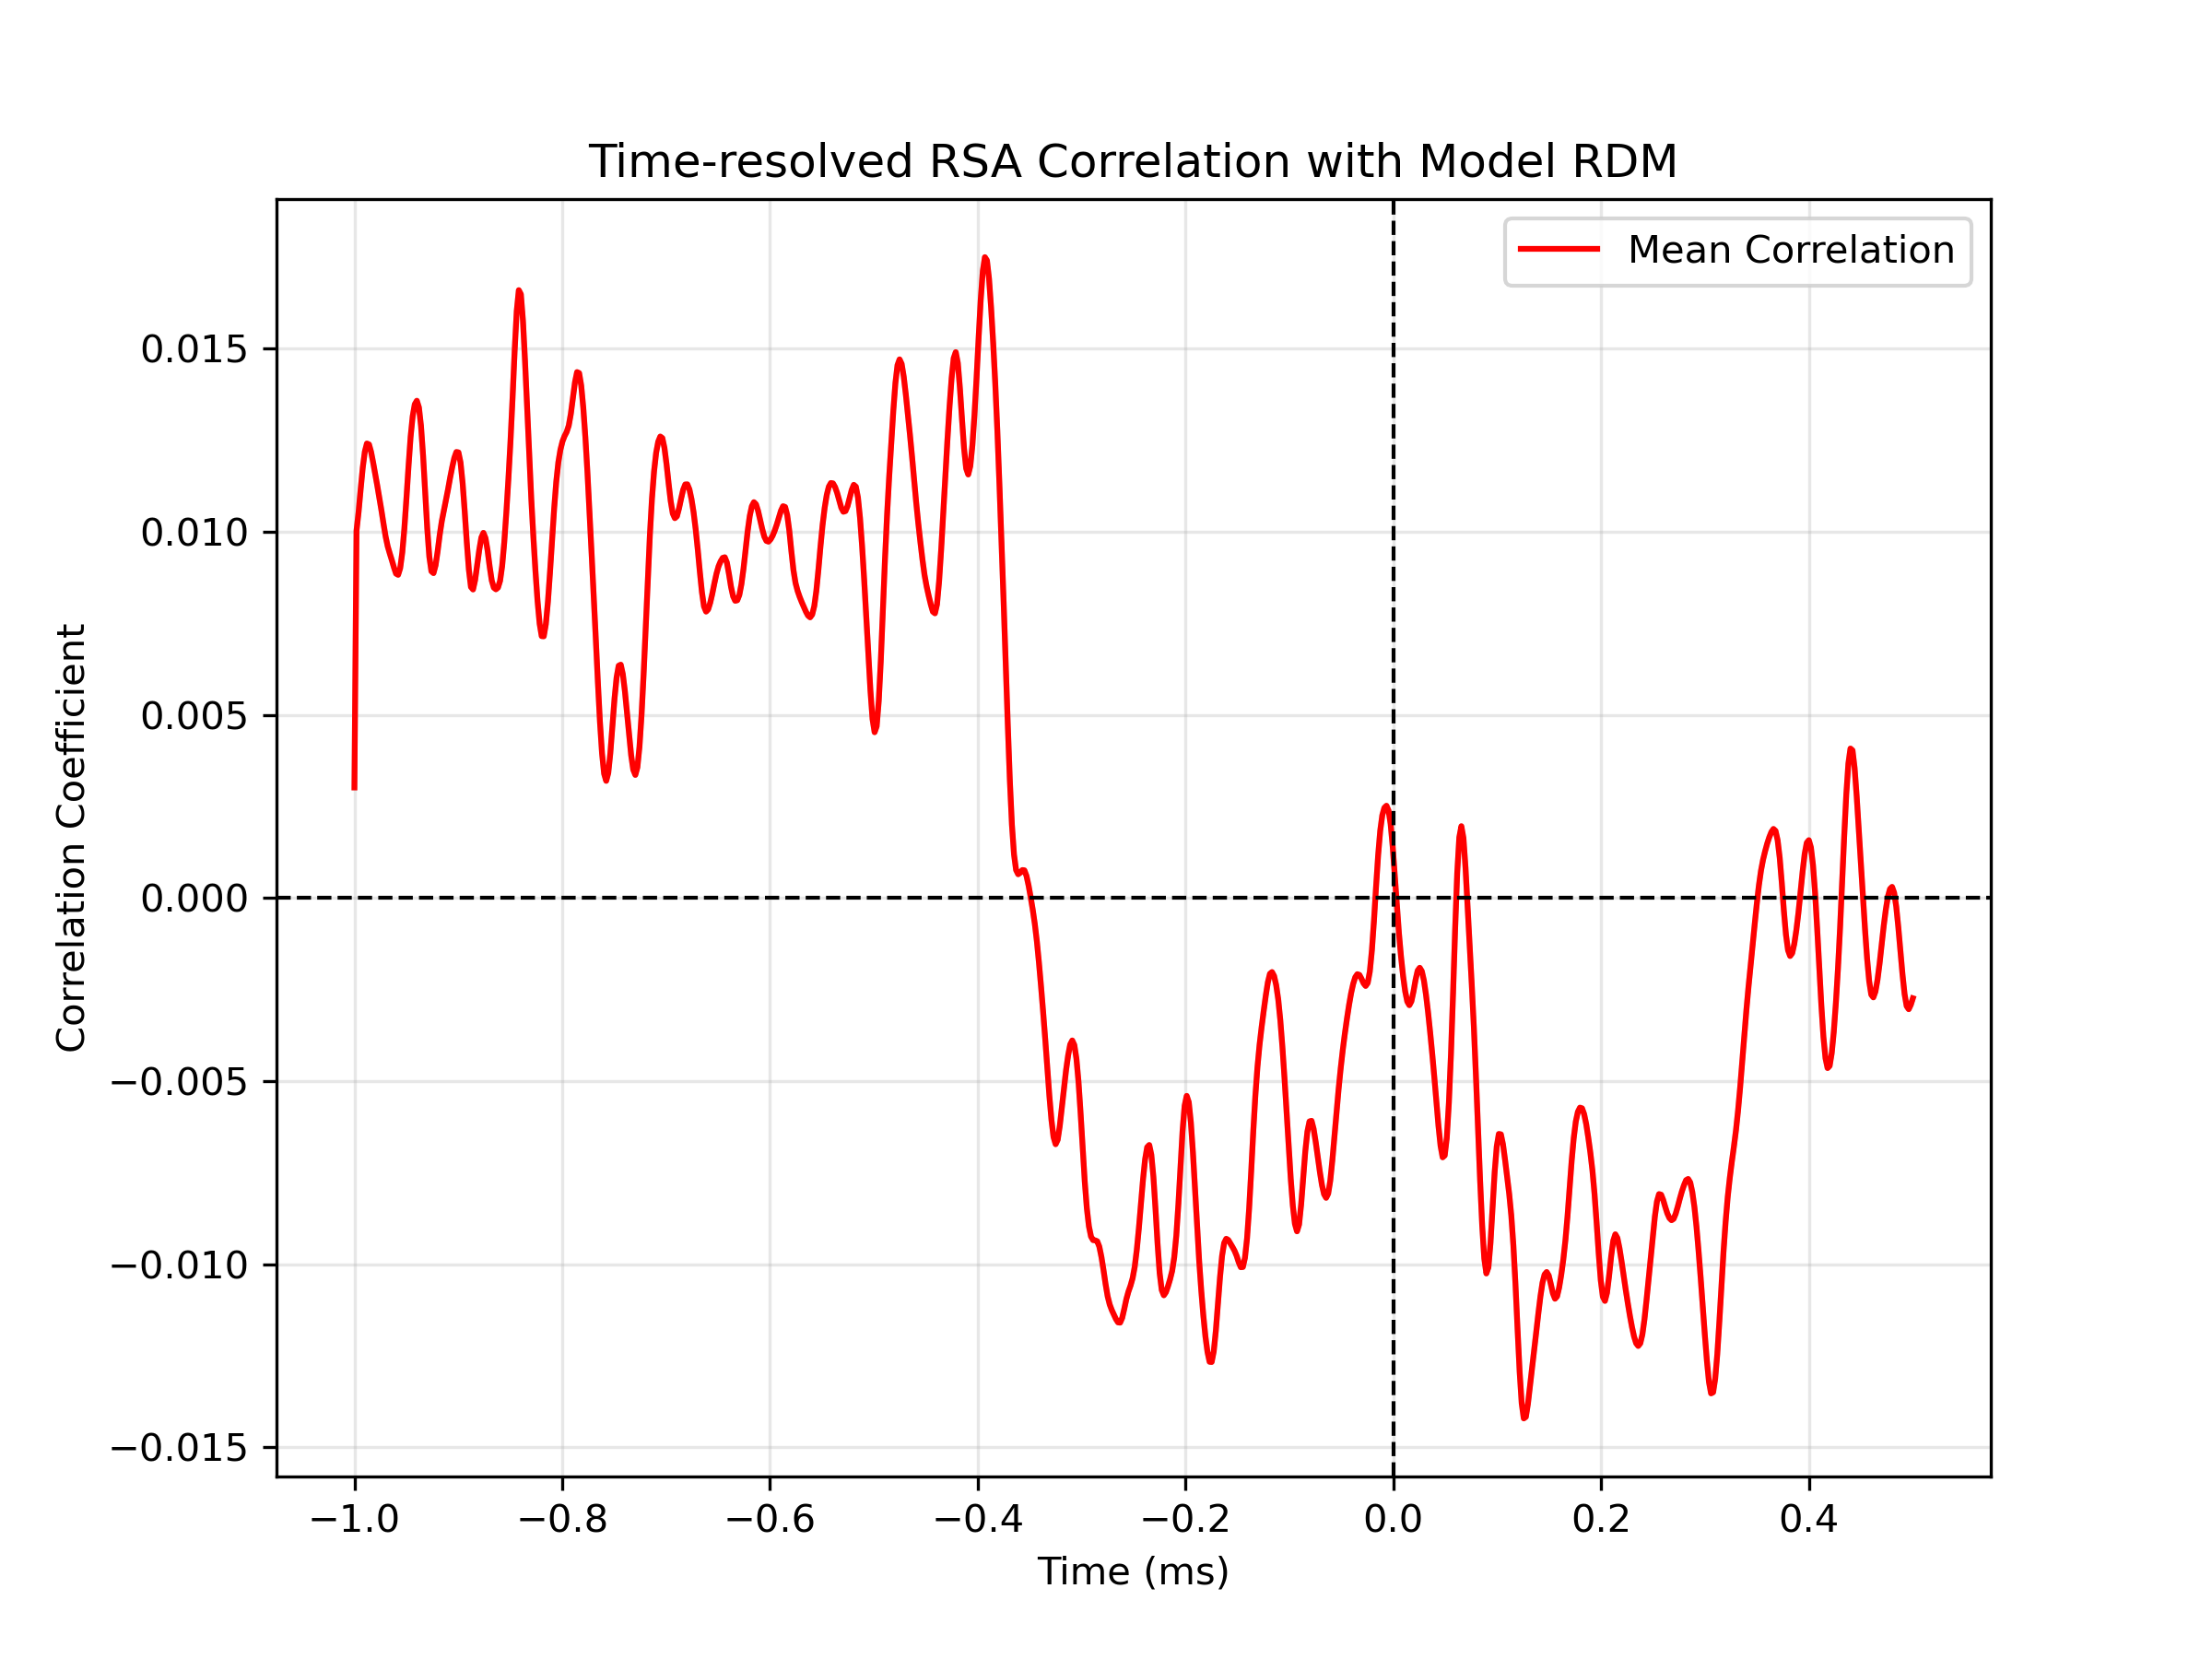 Time-resolved RSA Correlation with Model RDM
Mean Correlation
Correlation Coefficient
0.015
0.010
0.005
0.000
−0.005
−0.010
−0.015
−1.0 −0.8 −0.6 −0.4 −0.2 0.0 0.2 0.4
Time (ms)